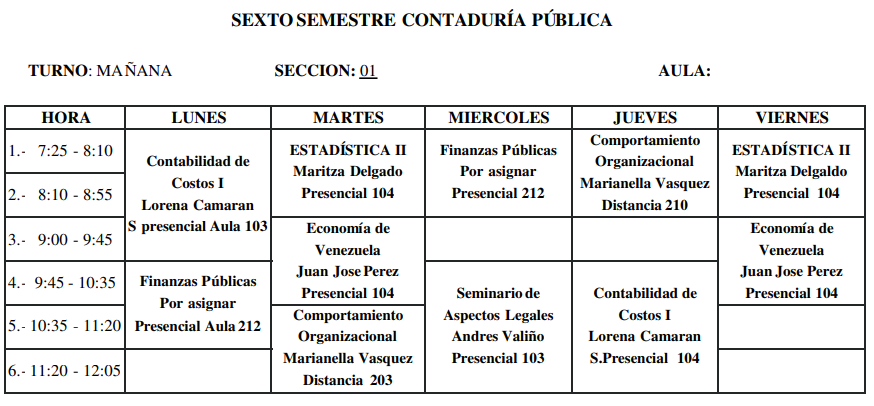 SEXTO SEMESTRE CONTADURÍA PÚBLICA
TURNO: MAÑANA SECCION: 01 AULA:
HORA LUNES MARTES MIERCOLES JUEVES VIERNES
1.- 7:25 - 8:10
2.- 8:10 - 8:55
3.- 9:00 - 9:45
4.- 9:45 - 10:35
5.- 10:35 - 11:20
6.- 11:20 - 12:05
Contabilidad de
Costos I
Lorena Camaran
S presencial Aula 103
Finanzas Públicas
Por asignar
Presencial Aula 212
ESTADÍSTICA II
Maritza Delgado
Presencial 104
Economía de
Venezuela
Juan Jose Perez
Presencial 104
Comportamiento
Organizacional
Marianella Vasquez
Distancia 203
Finanzas Públicas
Por asignar
Presencial 212
Seminario de
Aspectos Legales
Andres Valiño
Presencial 103
Comportamiento
Organizacional
Marianella Vasquez
Distancia 210
Contabilidad de
Costos I
Lorena Camaran
S.Presencial 104
ESTADÍSTICA II
Maritza Delgaldo
Presencial 104
Economía de
Venezuela
Juan Jose Perez
Presencial 104